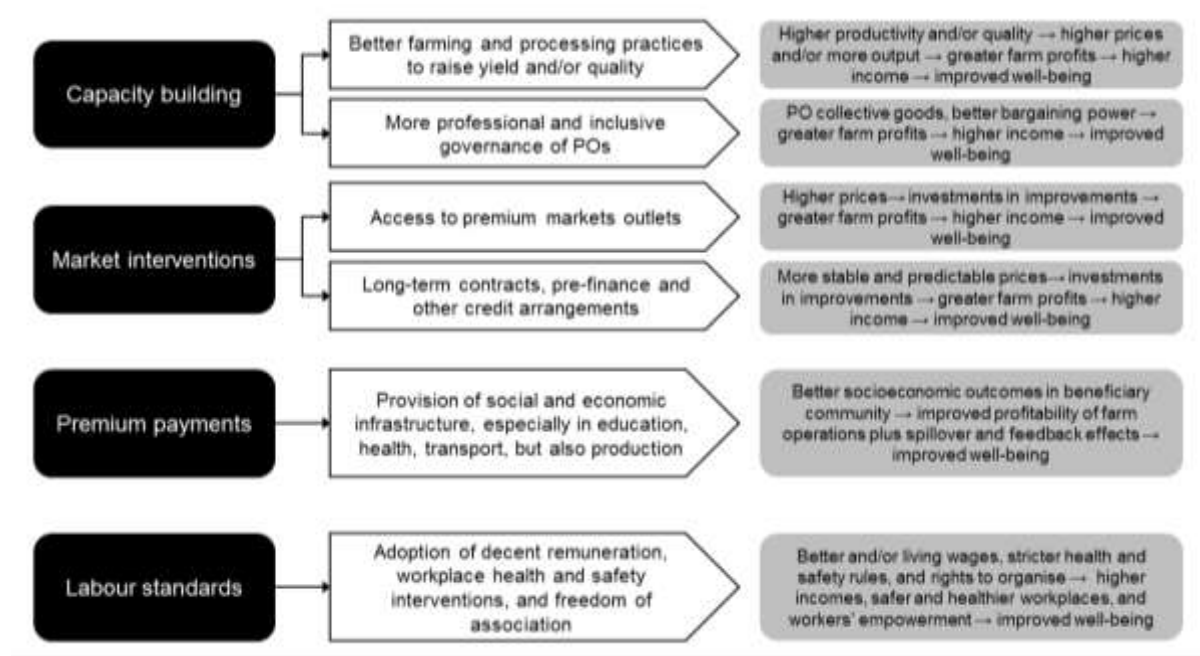 Capacity building
Better farming and processing practices
to raise yield and/or quality
Higher productivity and/or quality → higher prices
and/or more output → greater farm profits → higher
income → improved well-being
More professional and inclusive
governance of POs
PO collective goods, better bargaining power →
greater farm profits → higher income → improved
well-being
Market interventions
Access to premium markets outlets
Higher prices → investments in improvements →
greater farm profits → higher income → improved
well-being
Long-term contracts, pre-finance and
other credit arrangements
More stable and predictable prices → investments
in improvements → greater farm profits → higher
income → improved well-being
Premium payments
Provision of social and economic
infrastructure, especially in education,
health, transport, but also production
Better socioeconomic outcomes in beneficiary
community → improved profitability of farm
operations plus spillover and feedback effects →
improved well-being
Labour standards
Adoption of decent remuneration,
workplace health and safety
interventions, and freedom of
association
Better and/or living wages, stricter health and
safety rules, and rights to organise → higher
incomes, safer and healthier workplaces, and
workers' empowerment → improved well-being